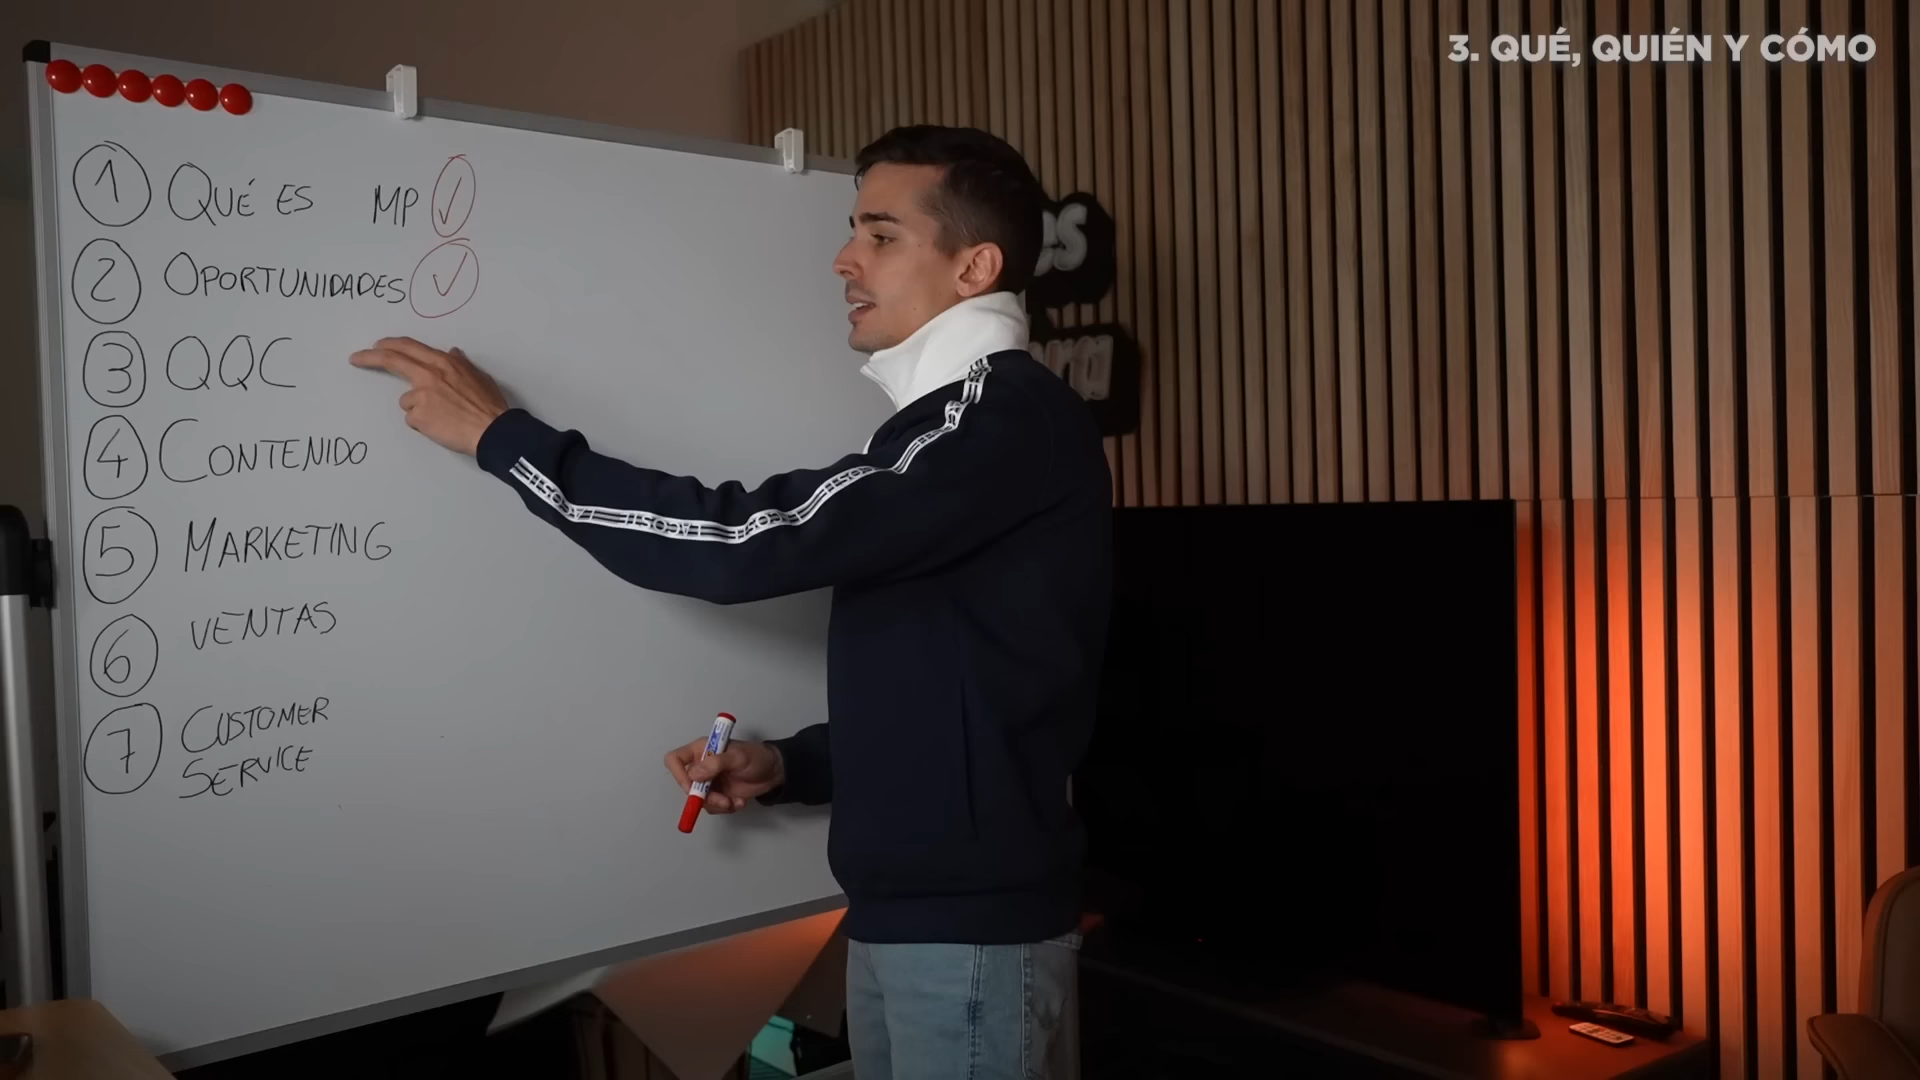 3. QUÉ, QUIÉN Y CÓMO
1 QUÉ ES MP
2 OPORTUNIDADES
3 QQC
4 CONTENIDO
5 MARKETING
6 VENTAS
7 CUSTOMER
SERVICE
LACOSTE